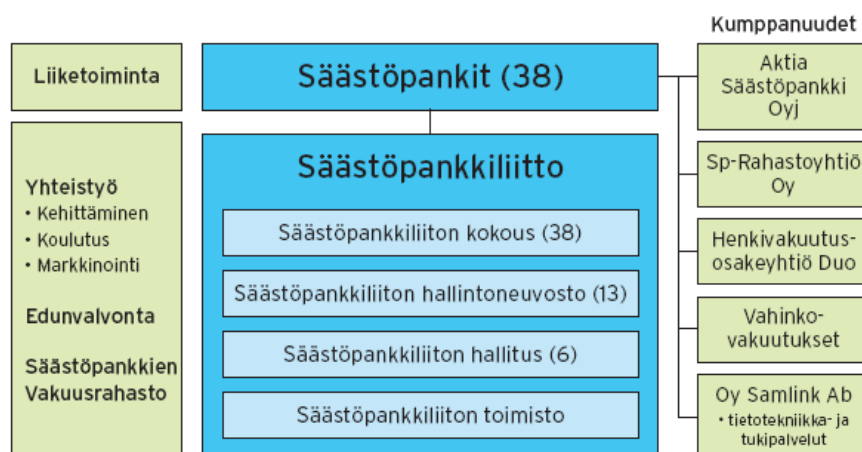 Liiketoiminta
Yhteistyö
• Kehittäminen
• Koulutus
• Markkinointi
Edunvalvonta
Säästöpankkien
Vakuusrahasto
Säästöpankit (38)
Säästöpankkiliitto
Säästöpankkiliiton kokous (38)
Säästöpankkiliiton hallintoneuvosto (13)
Säästöpankkiliiton hallitus (6)
Säästöpankkiliiton toimisto
Kumppanuudet
Aktia
Säästöpankki
Oyj
Sp-Rahastoyhtiö
Oy
Henkivakuutus-
osakeyhtiö Duo
Vahinko-
vakuutukset
Oy Samlink Ab
• tietotekniikka- ja
tukipalvelut